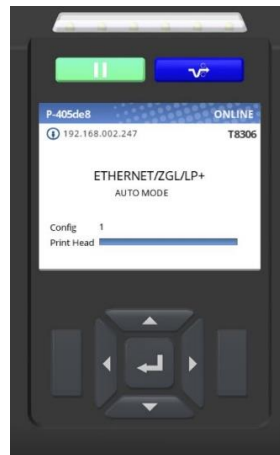 P-405de8 ONLINE
192.168.002.247 T8306
ETHERNET/ZGL/LP+
AUTO MODE
Config 1
Print Head